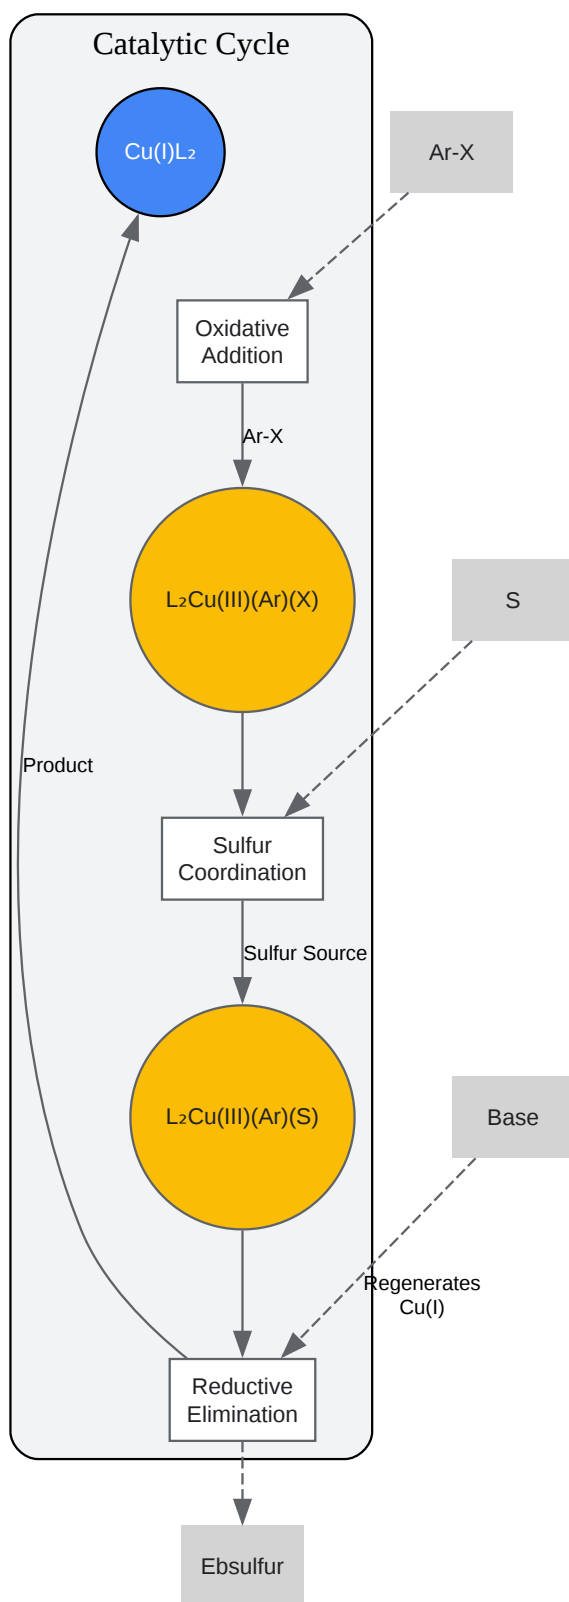 Catalytic Cycle
Cu(I)L₂
Ar-X
Oxidative
Addition
Ar-X
L₂Cu(III)(Ar)(X)
S
Product
Sulfur
Coordination
Sulfur Source
L₂Cu(III)(Ar)(S)
Base
Regenerates
Cu(I)
Reductive
Elimination
Ebsulfur